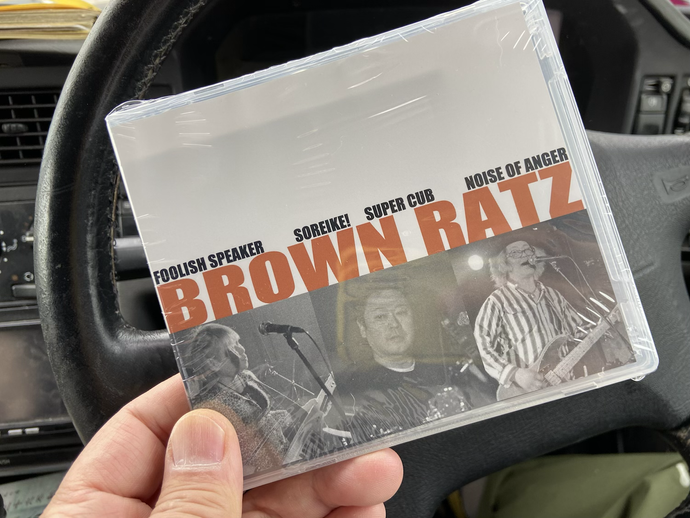 FOOLISH SPEAKER SOREIKE! SUPER CUB NOISE OF ANGER
BROWN RATZ